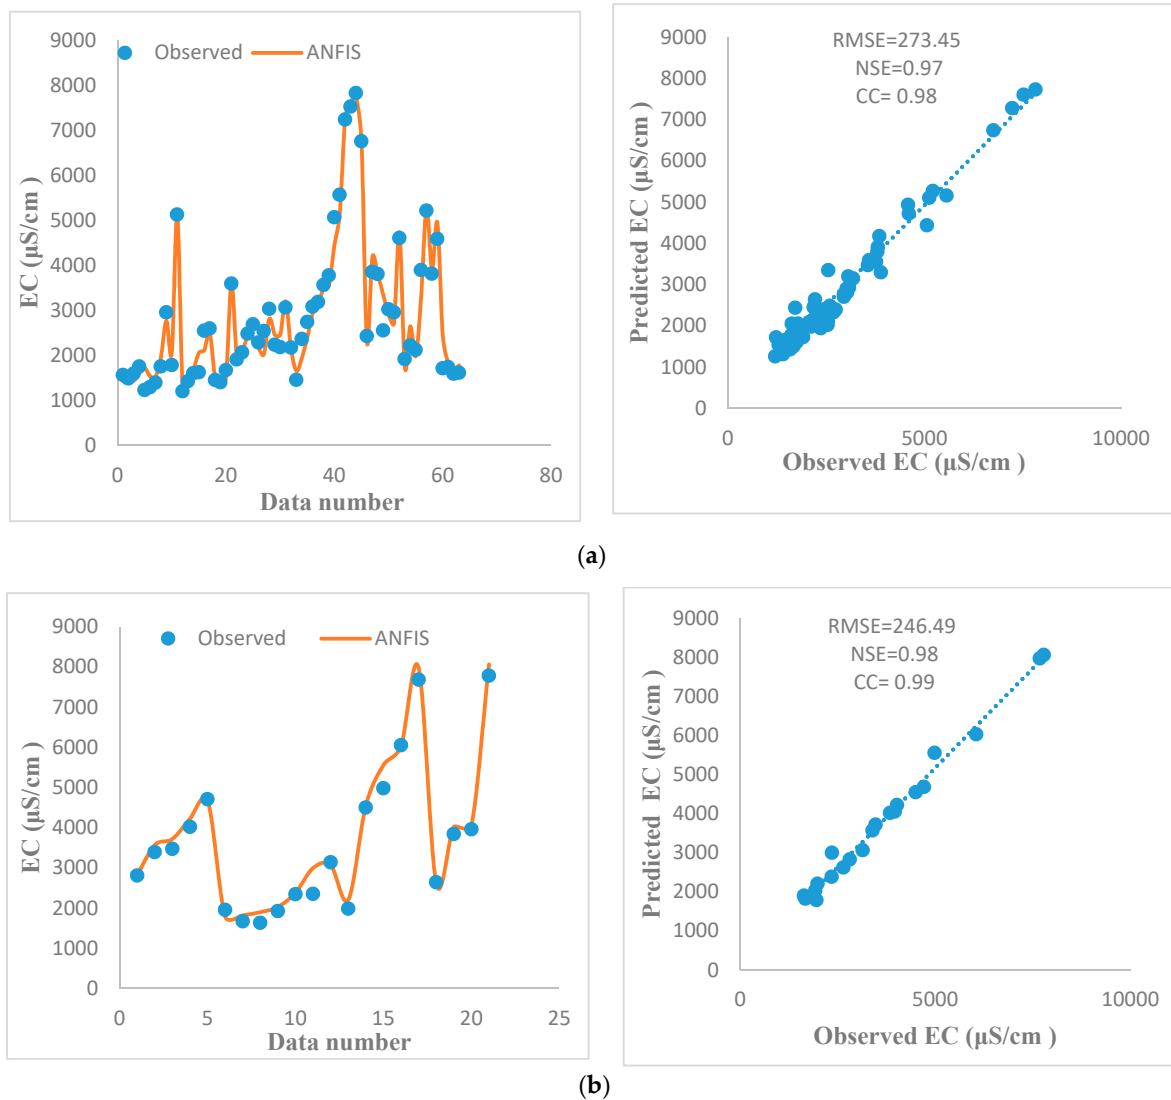 9000
8000
7000
6000
5000
4000
3000
2000
1000
0
Observed
ANFIS
EC (µS/cm )
0
20
40
60
80
Data number
RMSE=273.45
NSE=0.97
CC= 0.98
9000
8000
7000
6000
5000
4000
3000
2000
1000
0
Predicted EC (µS/cm )
0
5000
10000
Observed EC (µS/cm )
(a)
9000
8000
7000
6000
5000
4000
3000
2000
1000
0
Observed
ANFIS
EC (µS/cm )
0
5
10
15
20
25
Data number
RMSE=246.49
NSE=0.98
CC= 0.99
9000
8000
7000
6000
5000
4000
3000
2000
1000
0
Predicted EC (µS/cm )
0
5000
10000
Observed EC (µS/cm )
(b)